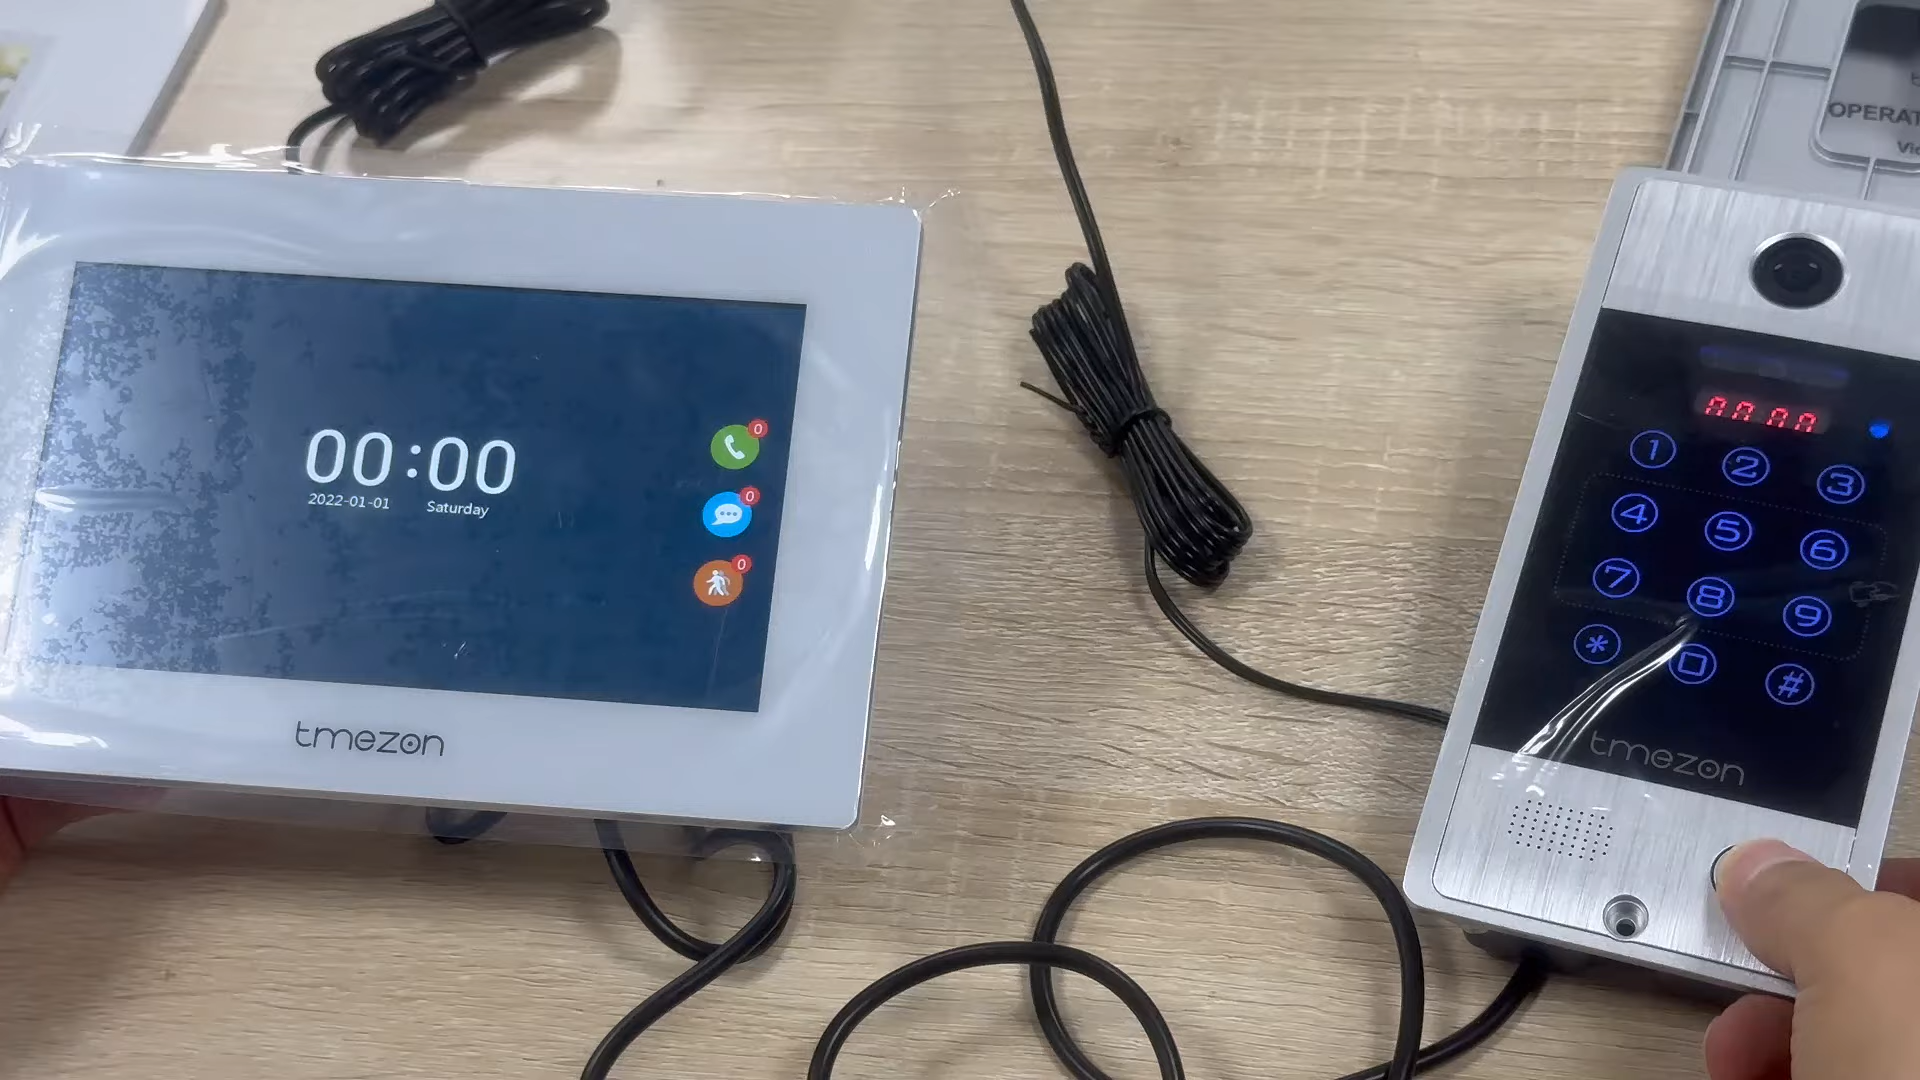 00:00
2022-01-01 Saturday
0
0
0
tmezon
OPERAT
Vi
1 2 3
4 5 6
7 8 9
* 0 #
tmezon